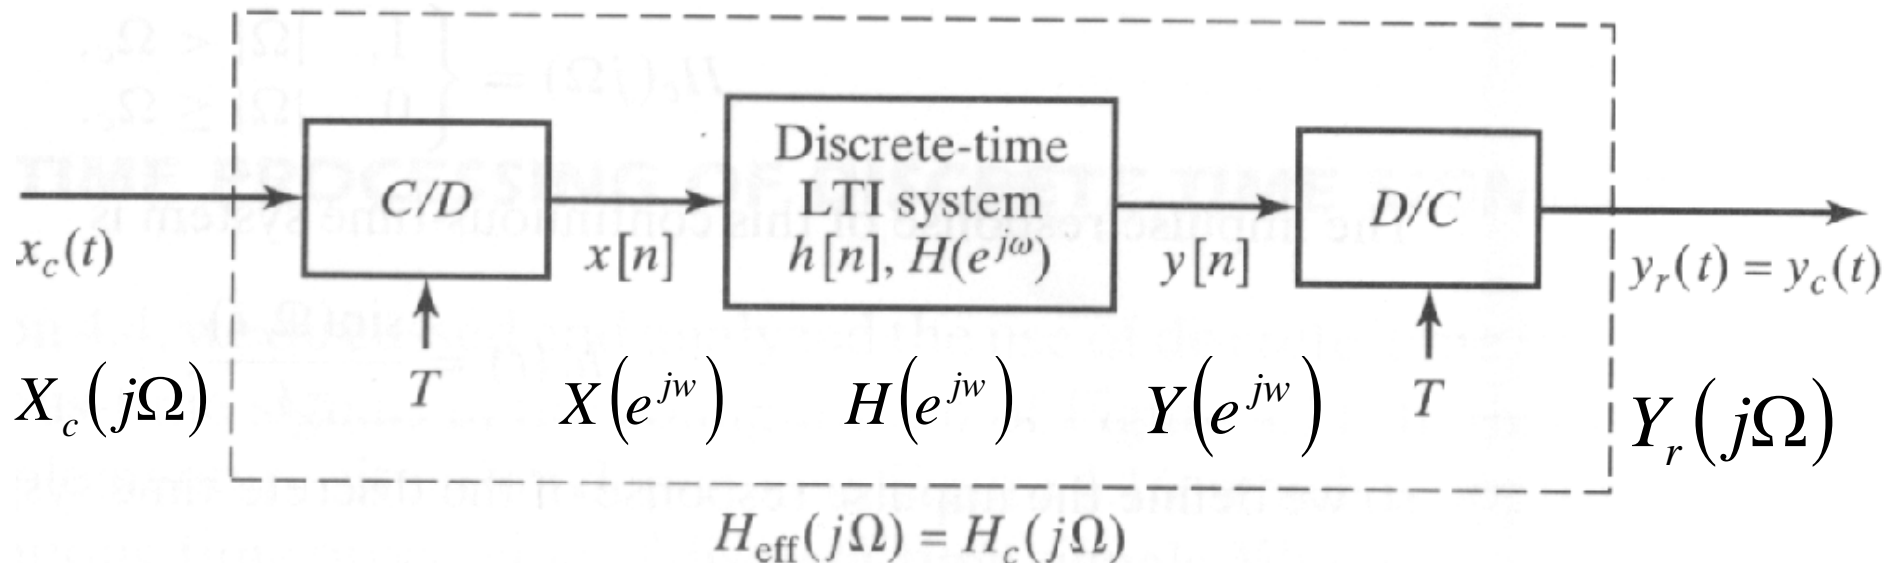 Discrete-time
LTI system
h[n], H(e^{jω})
C/D
D/C
x_c(t)
x[n]
y[n]
y_r(t) = y_c(t)
T
T
X_c(jΩ)
X(e^{jw})
H(e^{jw})
Y(e^{jw})
Y_r(jΩ)
H_eff(jΩ) = H_c(jΩ)